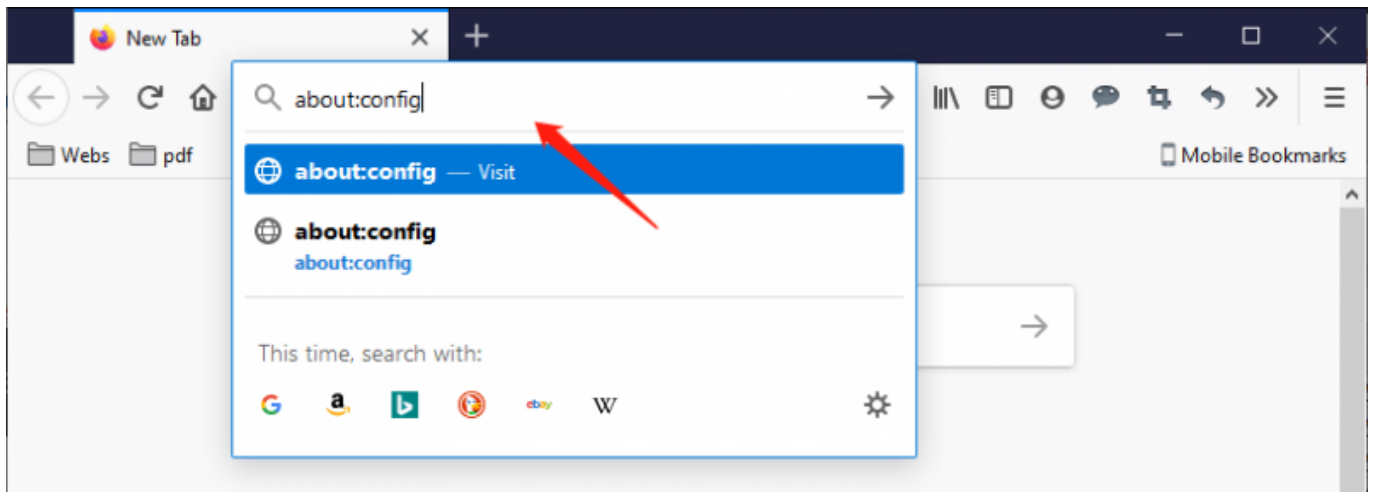 New Tab
about:config
Webs pdf
Mobile Bookmarks
about:config — Visit
about:config
about:config
This time, search with:
G a b ebay W